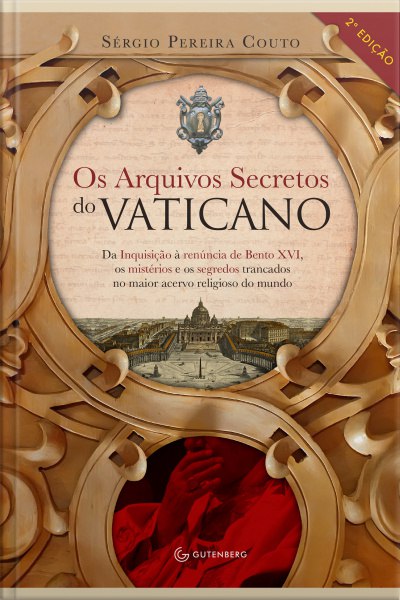 SÉRGIO PEREIRA COUTO
2ª EDIÇÃO
Os Arquivos Secretos
do VATICANO
Da Inquisição à renúncia de Bento XVI,
os mistérios e os segredos trancados
no maior acervo religioso do mundo
GUTENBERG